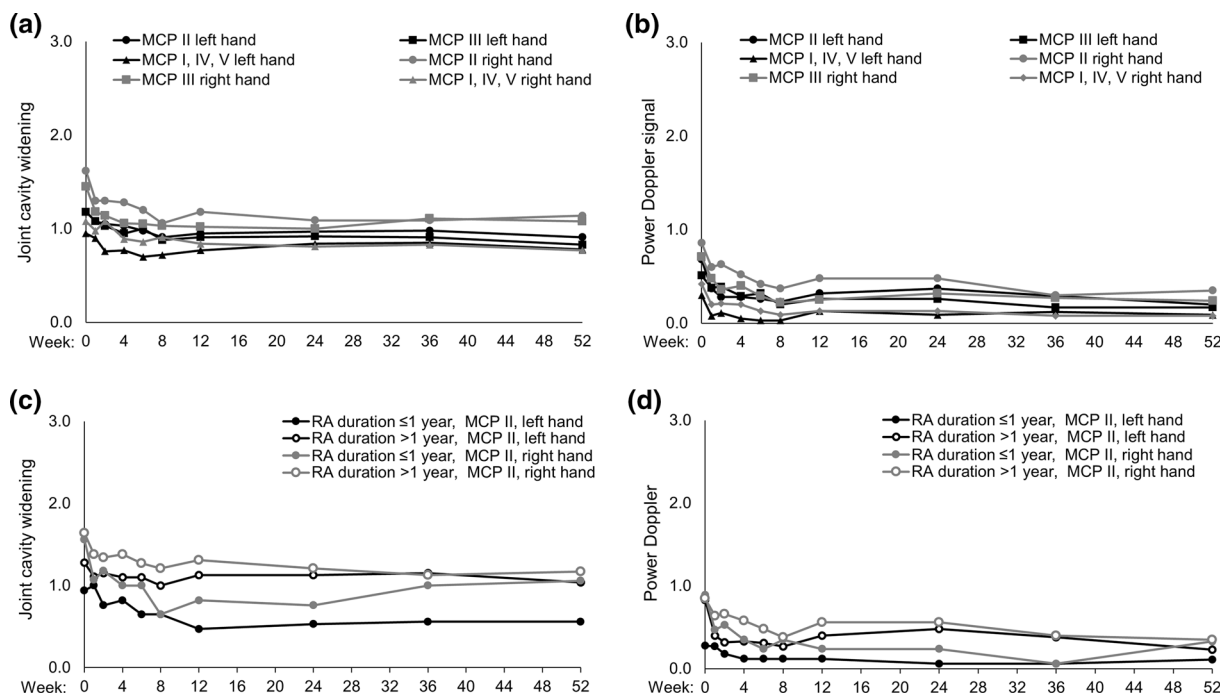 (a)
3.0
MCP II left hand
MCP III left hand
MCP I, IV, V left hand
MCP II right hand
MCP III right hand
MCP I, IV, V right hand
2.0
1.0
0.0
Joint cavity widening
Week: 0 4 8 12 16 20 24 28 32 36 40 44 48 52
(b)
3.0
MCP II left hand
MCP III left hand
MCP I, IV, V left hand
MCP II right hand
MCP III right hand
MCP I, IV, V right hand
2.0
1.0
0.0
Power Doppler signal
Week: 0 4 8 12 16 20 24 28 32 36 40 44 48 52
(c)
3.0
RA duration ≤1 year, MCP II, left hand
RA duration >1 year, MCP II, left hand
RA duration ≤1 year, MCP II, right hand
RA duration >1 year, MCP II, right hand
2.0
1.0
0.0
Joint cavity widening
Week: 0 4 8 12 16 20 24 28 32 36 40 44 48 52
(d)
3.0
RA duration ≤1 year, MCP II, left hand
RA duration >1 year, MCP II, left hand
RA duration ≤1 year, MCP II, right hand
RA duration >1 year, MCP II, right hand
2.0
1.0
0.0
Power Doppler
Week: 0 4 8 12 16 20 24 28 32 36 40 44 48 52